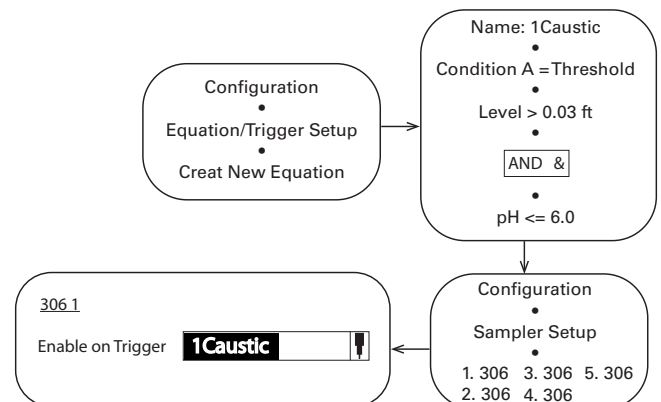 Configuration
•
Equation/Trigger Setup
•
Creat New Equation
Name: 1Caustic
•
Condition A = Threshold
•
Level > 0.03 ft
•
AND &
•
pH <= 6.0
Configuration
•
Sampler Setup
•
1. 306 3. 306 5. 306
2. 306 4. 306
306 1
Enable on Trigger 1Caustic